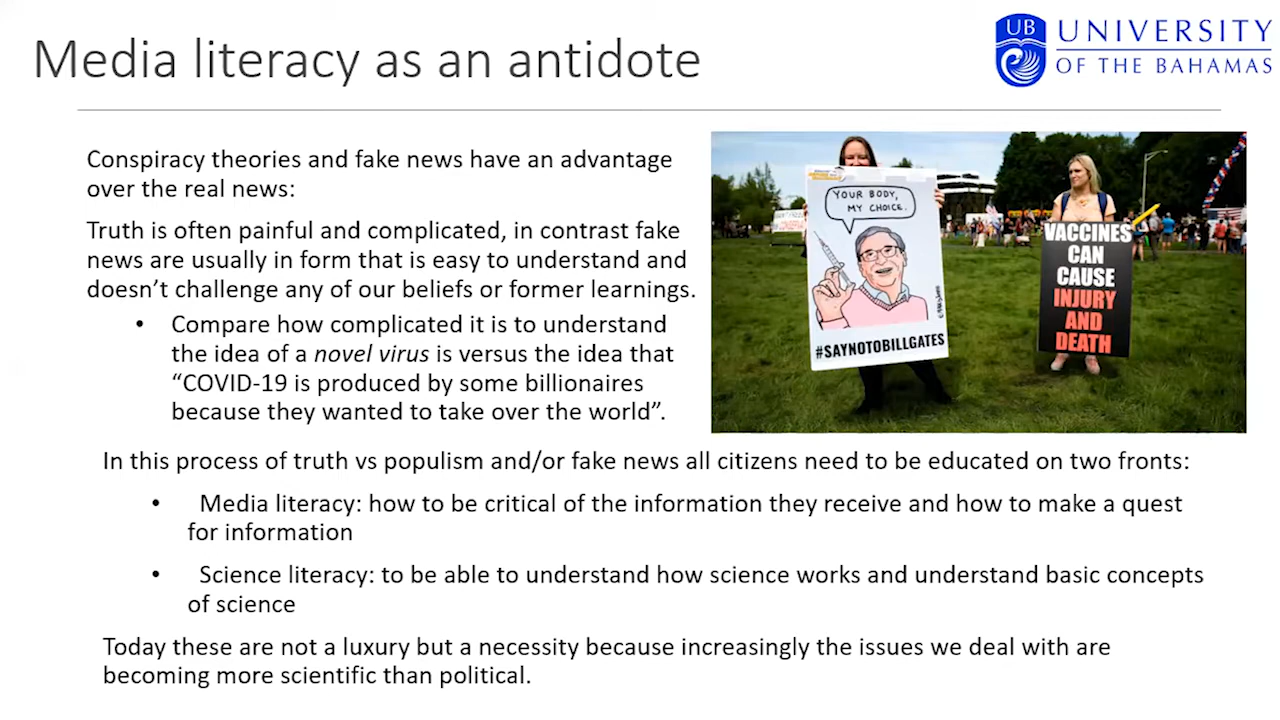 Media literacy as an antidote
UB
UNIVERSITY
OF THE BAHAMAS
Conspiracy theories and fake news have an advantage
over the real news:
Truth is often painful and complicated, in contrast fake
news are usually in form that is easy to understand and
doesn’t challenge any of our beliefs or former learnings.
• Compare how complicated it is to understand
the idea of a novel virus is versus the idea that
“COVID-19 is produced by some billionaires
because they wanted to take over the world”.
YOUR BODY,
MY CHOICE.
#SAYNOTOBILLGATES
VACCINES
CAN
CAUSE
INJURY
AND
DEATH
In this process of truth vs populism and/or fake news all citizens need to be educated on two fronts:
• Media literacy: how to be critical of the information they receive and how to make a quest
for information
• Science literacy: to be able to understand how science works and understand basic concepts
of science
Today these are not a luxury but a necessity because increasingly the issues we deal with are
becoming more scientific than political.